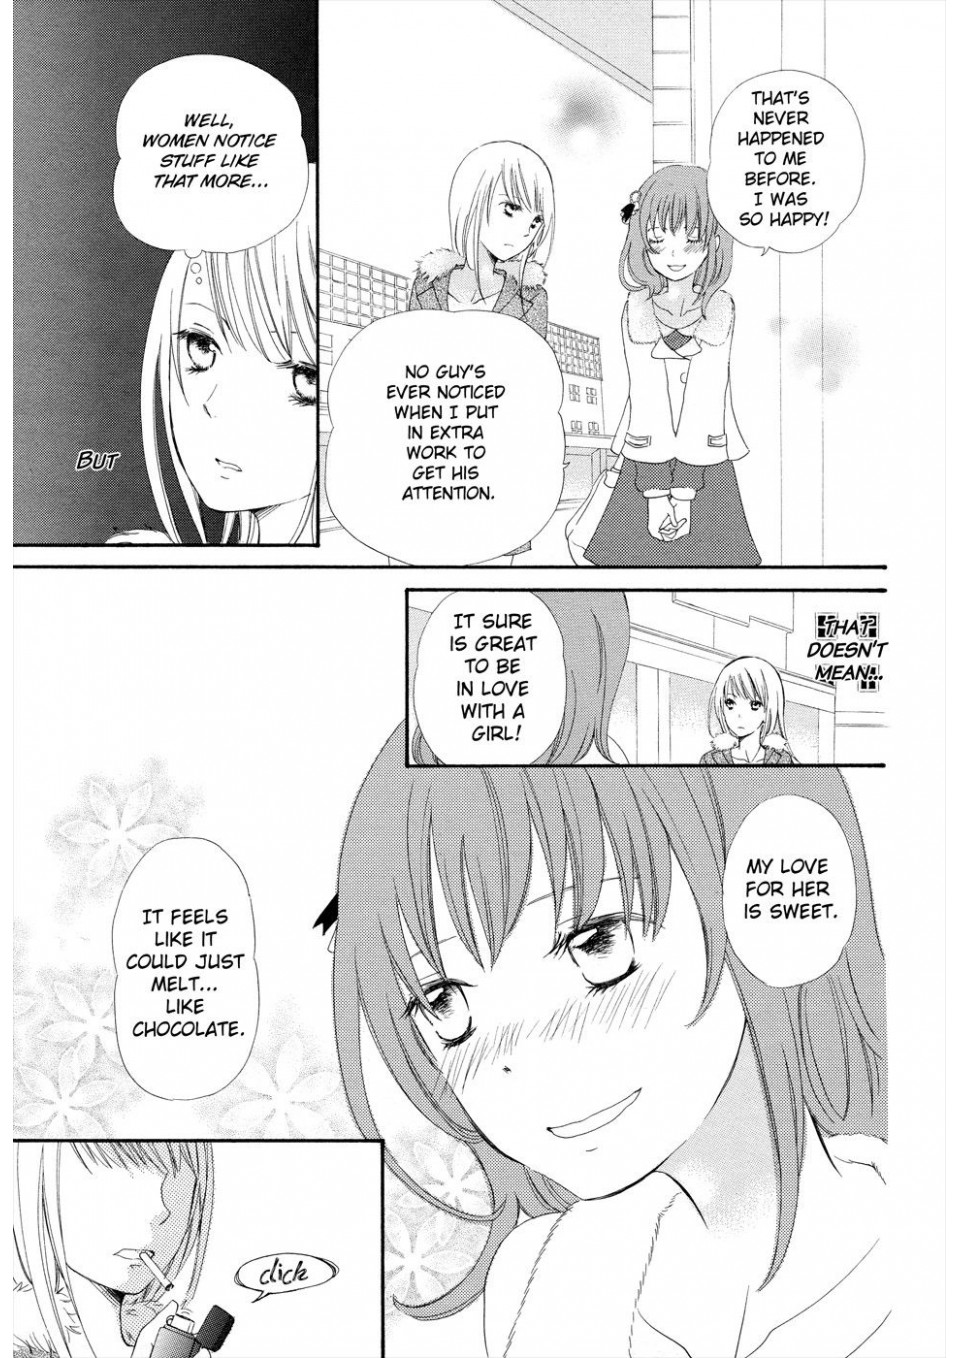 THAT'S
NEVER
HAPPENED
TO ME
BEFORE.
I WAS
SO HAPPY!
NO GUY'S
EVER NOTICED
WHEN I PUT
IN EXTRA
WORK TO
GET HIS
ATTENTION.
WELL,
WOMEN NOTICE
STUFF LIKE
THAT MORE...
BUT
THAT
DOESN'T
MEAN...
IT SURE
IS GREAT
TO BE
IN LOVE
WITH A
GIRL!
MY LOVE
FOR HER
IS SWEET.
IT FEELS
LIKE IT
COULD JUST
MELT...
LIKE
CHOCOLATE.
click